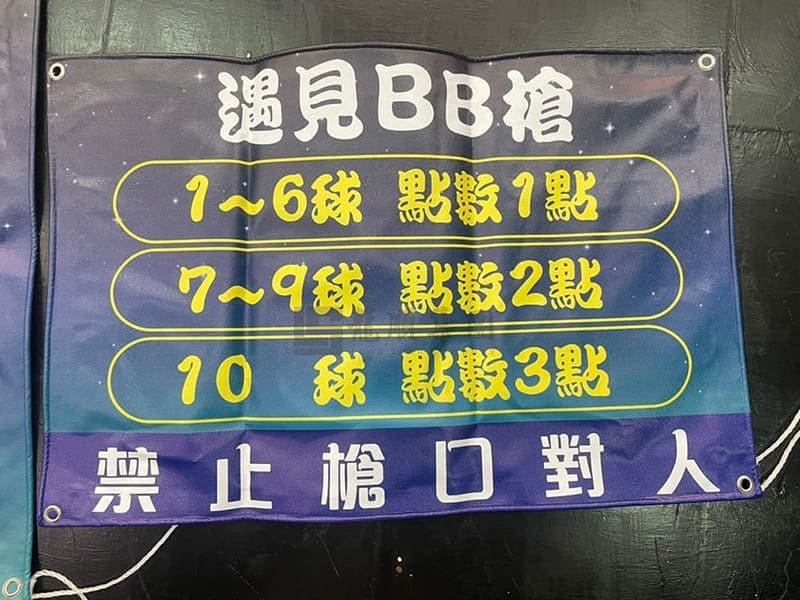 遇見BB槍
1～6球 點數1點
7～9球 點數2點
10 球 點數3點
禁止槍口對人